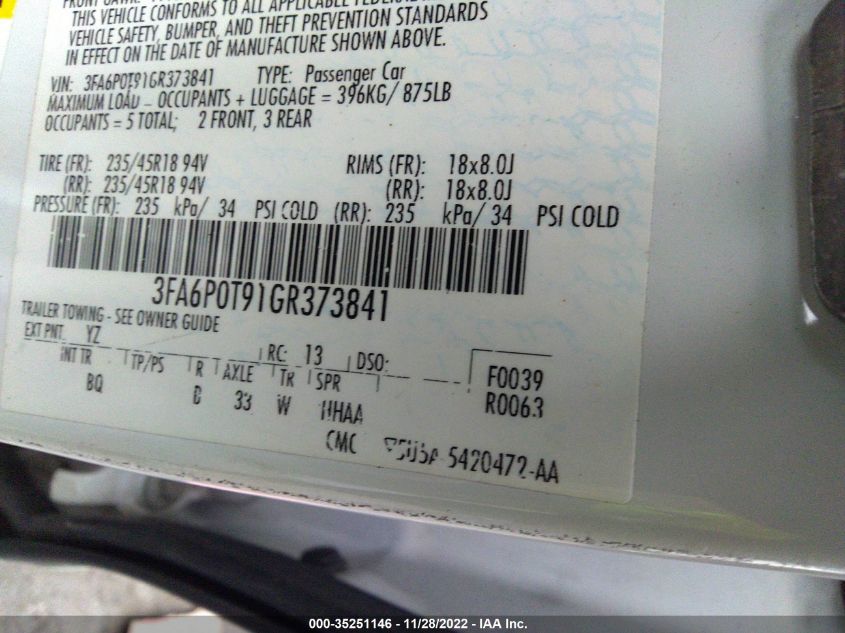 THIS VEHICLE CONFORMS TO ALL APPLICABLE FEDERAL
VEHICLE SAFETY, BUMPER, AND THEFT PREVENTION STANDARDS
IN EFFECT ON THE DATE OF MANUFACTURE SHOWN ABOVE.
VIN: 3FA6P0T91GR373841 TYPE: Passenger Car
MAXIMUM LOAD - OCCUPANTS + LUGGAGE = 396KG/ 875LB
OCCUPANTS = 5 TOTAL; 2 FRONT, 3 REAR
TIRE (FR): 235/45R18 94V RIMS (FR): 18x8.0J
(RR): 235/45R18 94V (RR): 18x8.0J
PRESSURE (FR): 235 kPa/ 34 PSI COLD (RR): 235 kPa/ 34 PSI COLD
3FA6P0T91GR373841
TRAILER TOWING - SEE OWNER GUIDE
EXT PNT: YZ RC: 13 DSO:
INT TR TP/PS R AXLE TR SPR F0039
BQ 33 W HHAA R0063
CMC 5420472-AA
000-35251146 - 11/28/2022 - IAA Inc.